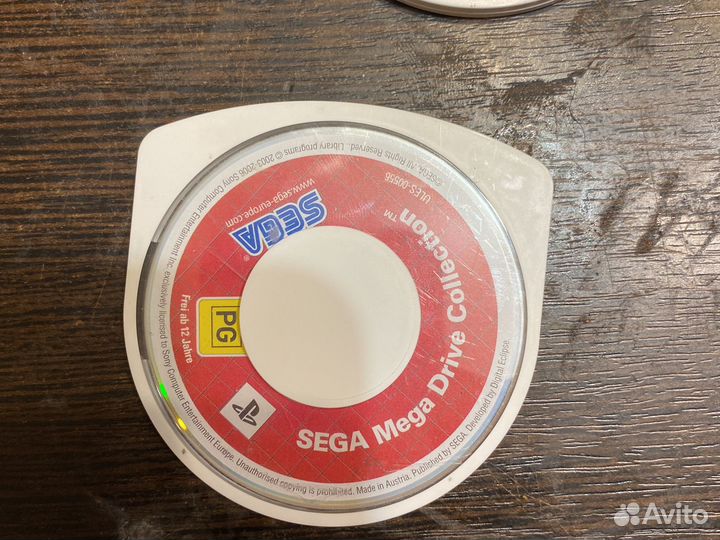 SEGA®
www.sega-europe.com
SEGA Mega Drive Collection™
ULES-00556
©SEGA. All Rights Reserved. Library programs © 2003-2006 Sony Computer Entertainment Inc. exclusively licensed to Sony Computer Entertainment Europe. Unauthorised copying is prohibited. Made in Austria. Published by SEGA. Developed by Digital Eclipse.
PG
Frei ab 12 Jahre
Avito